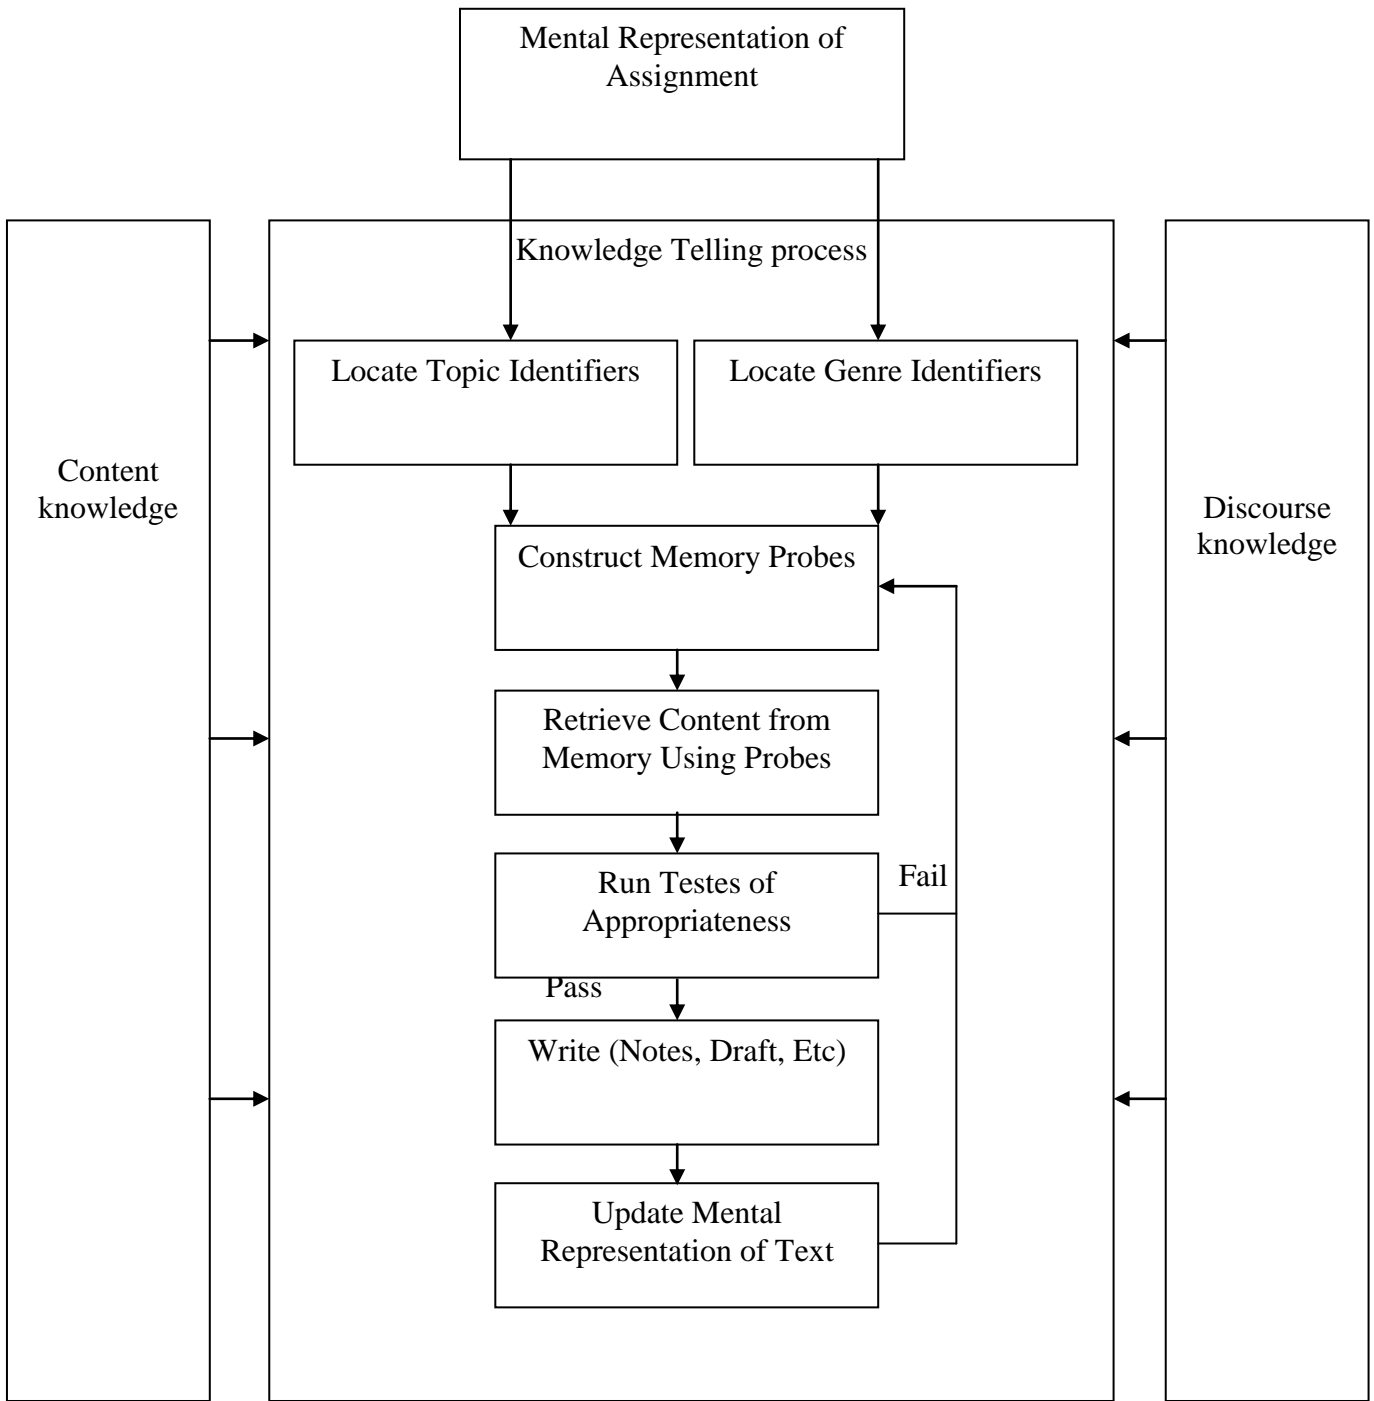 Mental Representation of
Assignment
Knowledge Telling process
Locate Topic Identifiers
Locate Genre Identifiers
Content
knowledge
Discourse
knowledge
Construct Memory Probes
Retrieve Content from
Memory Using Probes
Run Testes of
Appropriateness
Fail
Pass
Write (Notes, Draft, Etc)
Update Mental
Representation of Text